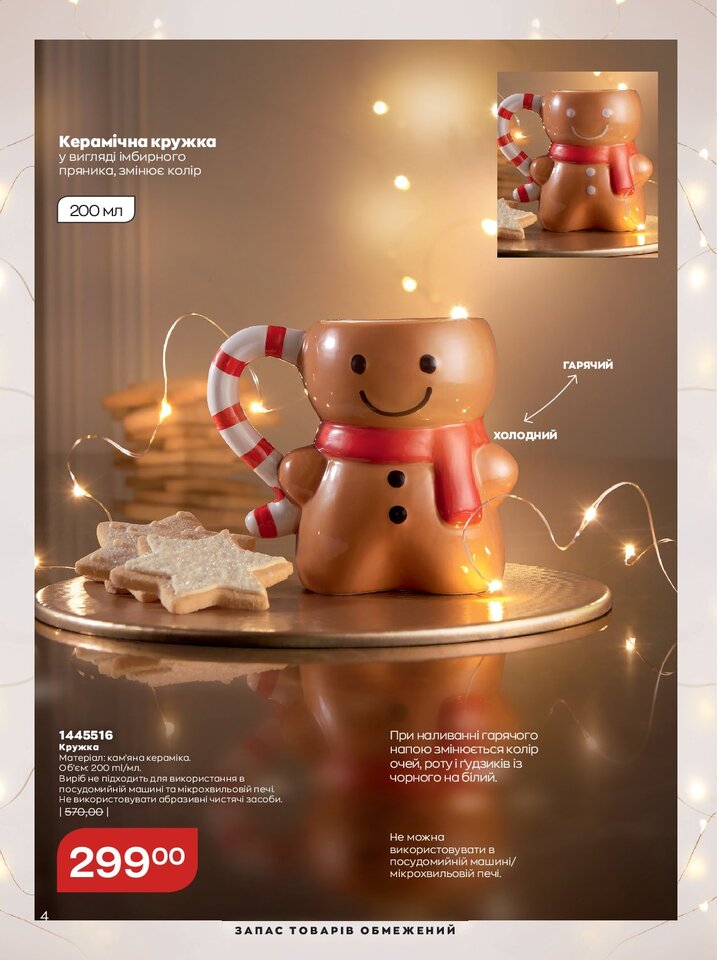 Керамічна кружка
у вигляді імбирного
пряника, змінює колір
200 мл
ГАРЯЧИЙ
ХОЛОДНИЙ
1445516
Кружка
Матеріал: кам'яна кераміка.
Об'єм: 200 ml/мл.
Виріб не підходить для використання в
посудомийній машині та мікрохвильовій печі.
Не використовувати абразивні чистячі засоби.
| 570,00 |
299⁰⁰
При наливанні гарячого
напою змінюється колір
очей, роту і ґудзиків із
чорного на білий.
Не можна
використовувати в
посудомийній машині/
мікрохвильовій печі.
4
ЗАПАС ТОВАРІВ ОБМЕЖЕНИЙ